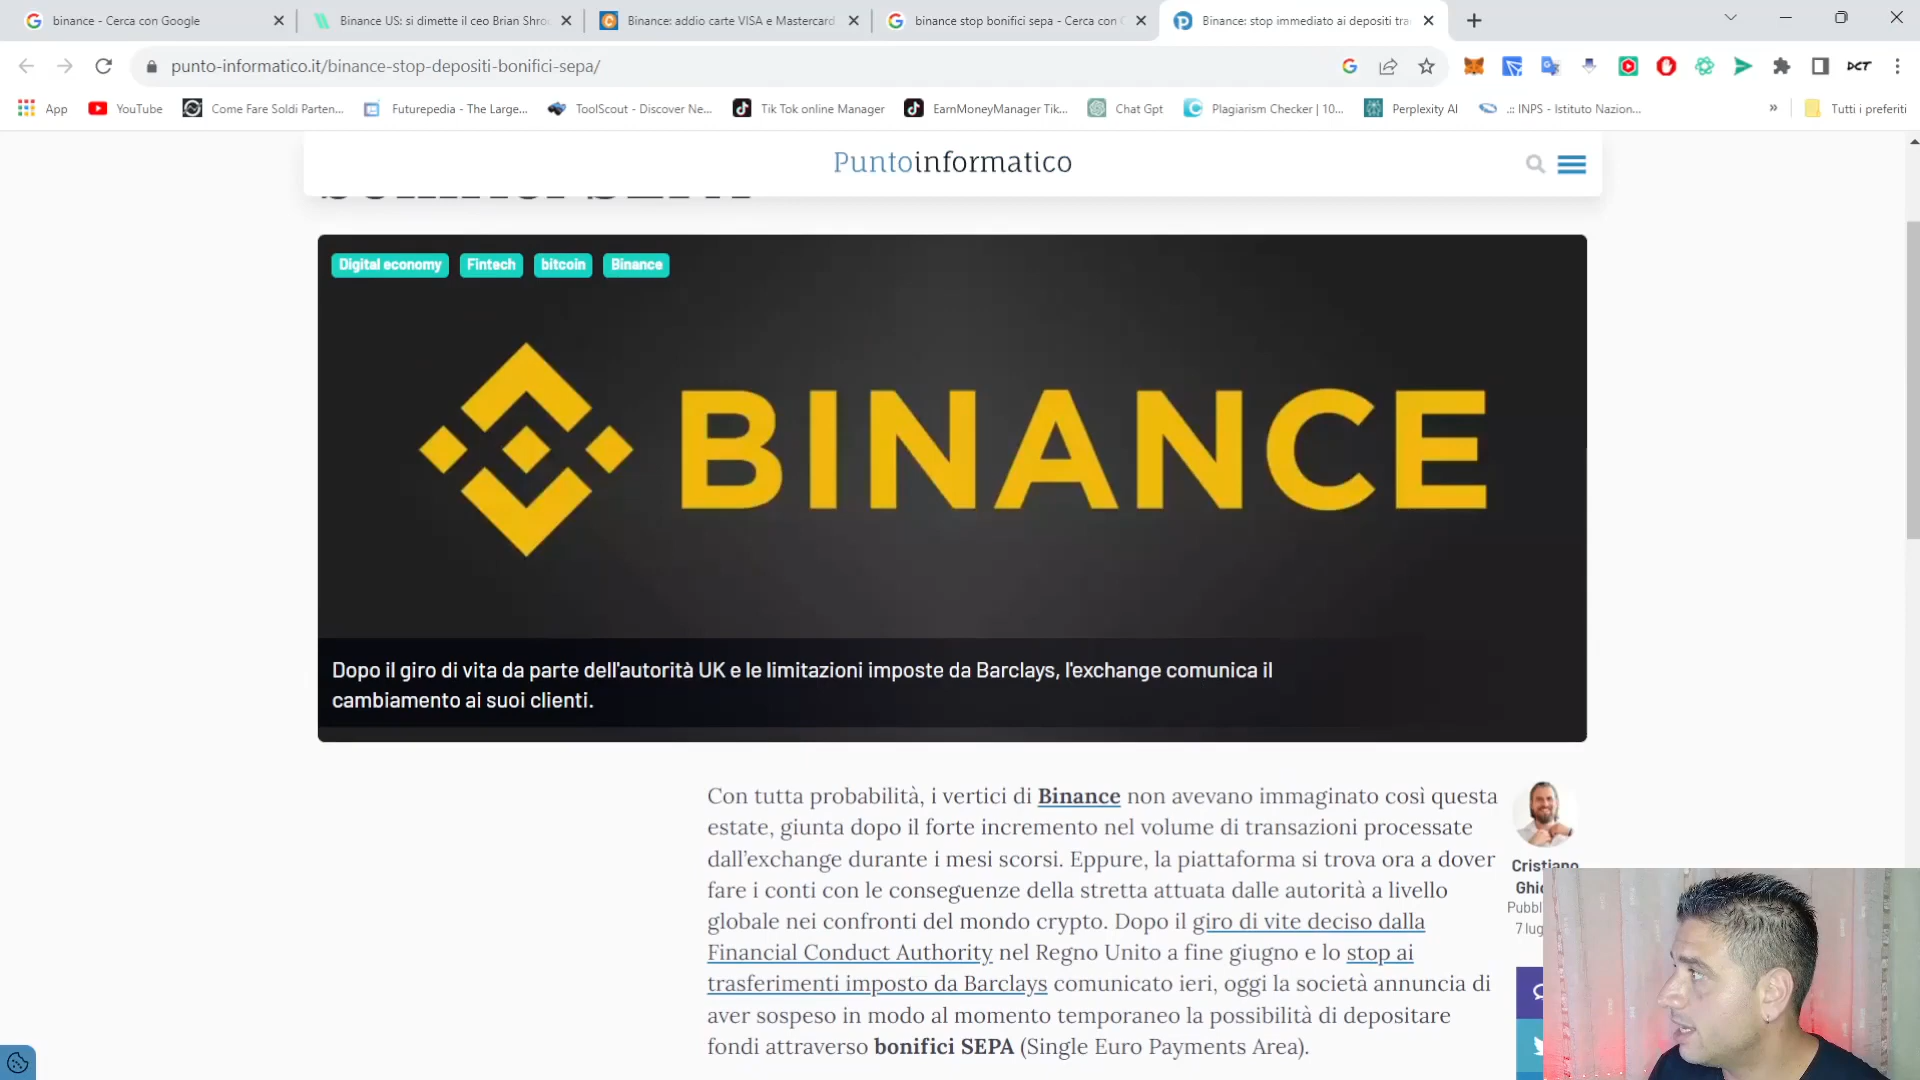 binance - Cerca con Google
Binance US: si dimette il ceo Brian Shro
Binance: addio carte VISA e Mastercard
binance stop bonifici sepa - Cerca con
Binance: stop immediato ai depositi tra
punto-informatico.it/binance-stop-depositi-bonifici-sepa/
App
YouTube
Come Fare Soldi Parten...
Futurepedia - The Large...
ToolScout - Discover Ne...
Tik Tok online Manager
EarnMoneyManager Tik...
Chat Gpt
Plagiarism Checker | 10...
Perplexity AI
.:: INPS - Istituto Nazion...
»
Tutti i preferiti
DCT
Puntoinformatico
Digital economy
Fintech
bitcoin
Binance
BINANCE
Dopo il giro di vita da parte dell'autorità UK e le limitazioni imposte da Barclays, l'exchange comunica il
cambiamento ai suoi clienti.
Con tutta probabilità, i vertici di Binance non avevano immaginato così questa
estate, giunta dopo il forte incremento nel volume di transazioni processate
dall'exchange durante i mesi scorsi. Eppure, la piattaforma si trova ora a dover
fare i conti con le conseguenze della stretta attuata dalle autorità a livello
globale nei confronti del mondo crypto. Dopo il giro di vite deciso dalla
Financial Conduct Authority nel Regno Unito a fine giugno e lo stop ai
trasferimenti imposto da Barclays comunicato ieri, oggi la società annuncia di
aver sospeso in modo al momento temporaneo la possibilità di depositare
fondi attraverso bonifici SEPA (Single Euro Payments Area).
Cristiano
Ghi
Pubbl
7 lug